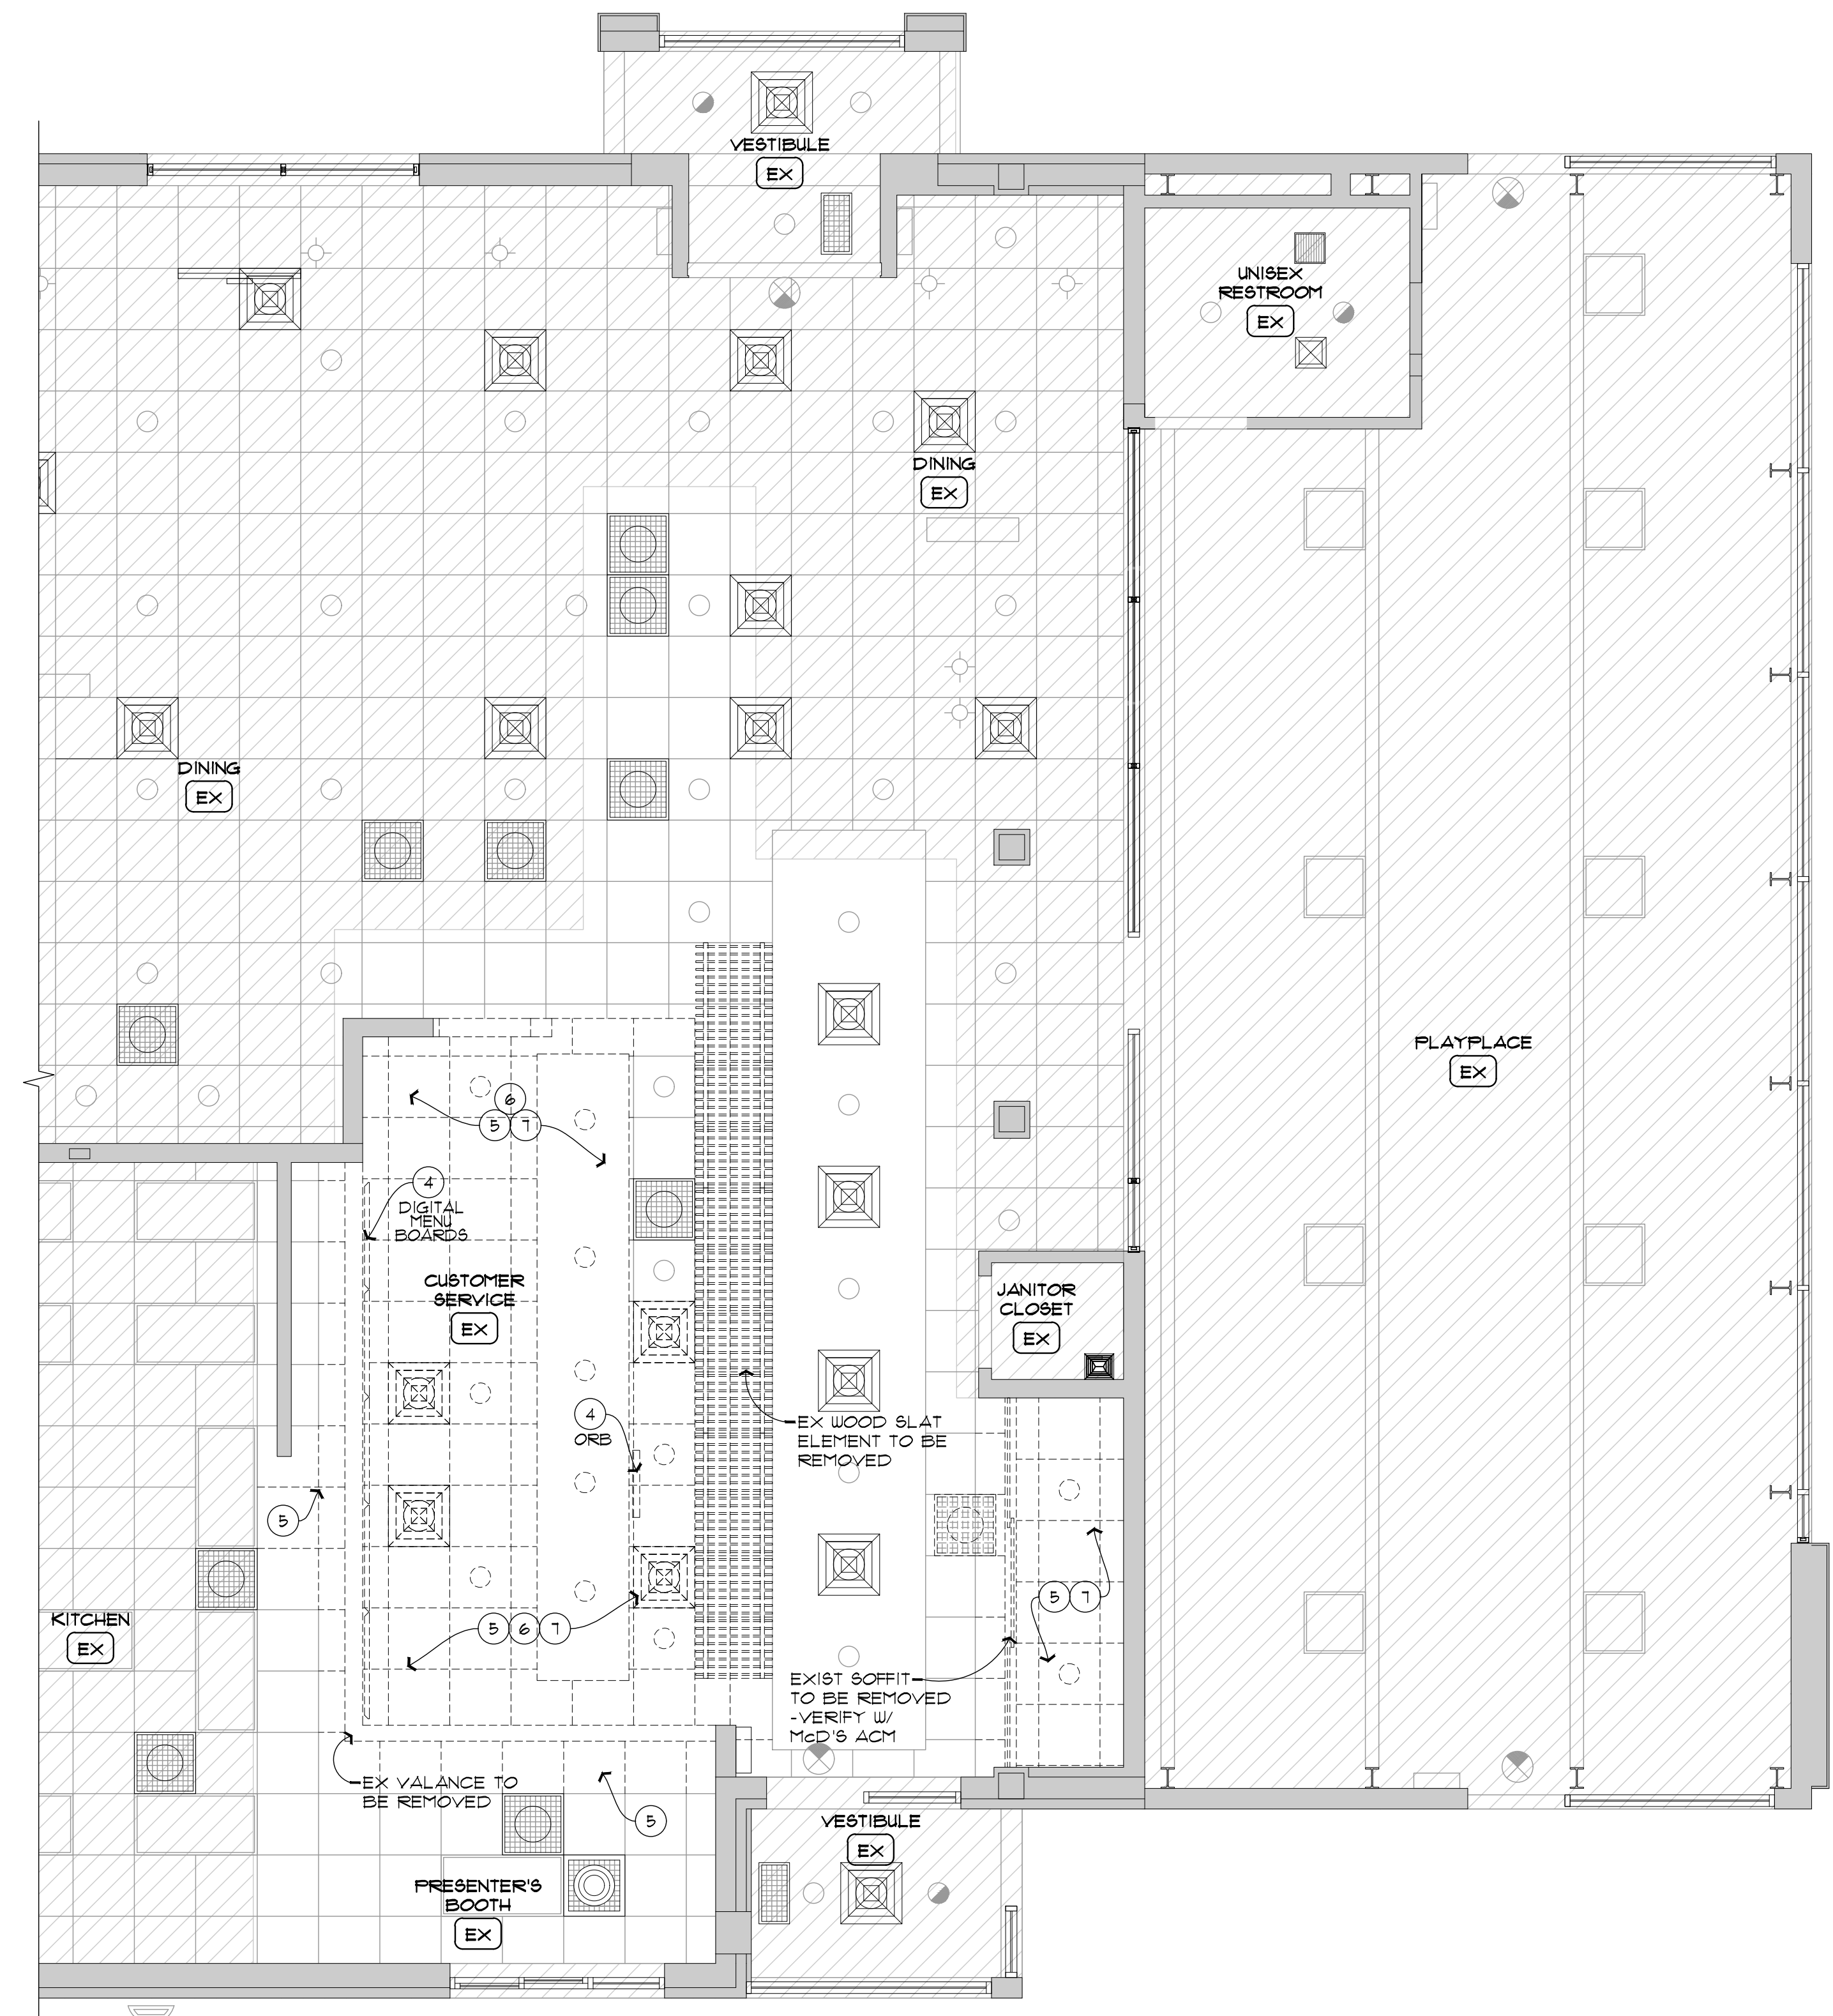 VESTIBULE
EX
UNISEX
RESTROOM
EX
DINING
EX
DINING
EX
PLAYPLACE
EX
6
5 7
4
DIGITAL
MENU
BOARDS
CUSTOMER
SERVICE
EX
JANITOR
CLOSET
EX
4
ORB
EX WOOD SLAT
ELEMENT TO BE
REMOVED
5
5 7
KITCHEN
EX
5 6 7
EXIST SOFFIT
TO BE REMOVED
-VERIFY W/
McD'S ACM
EX VALANCE TO
BE REMOVED
5
VESTIBULE
EX
PRESENTER'S
BOOTH
EX